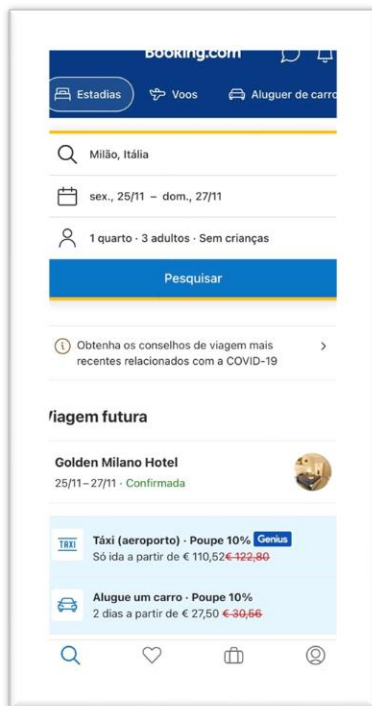 Booking.com
Estadias Voos Aluguer de carro
Milão, Itália
sex., 25/11 – dom., 27/11
1 quarto · 3 adultos · Sem crianças
Pesquisar
Obtenha os conselhos de viagem mais
recentes relacionados com a COVID-19
Viagem futura
Golden Milano Hotel
25/11–27/11 · Confirmada
TAXI
Táxi (aeroporto) · Poupe 10% Genius
Só ida a partir de € 110,52 € 122,80
Alugue um carro · Poupe 10%
2 dias a partir de € 27,50 € 30,56